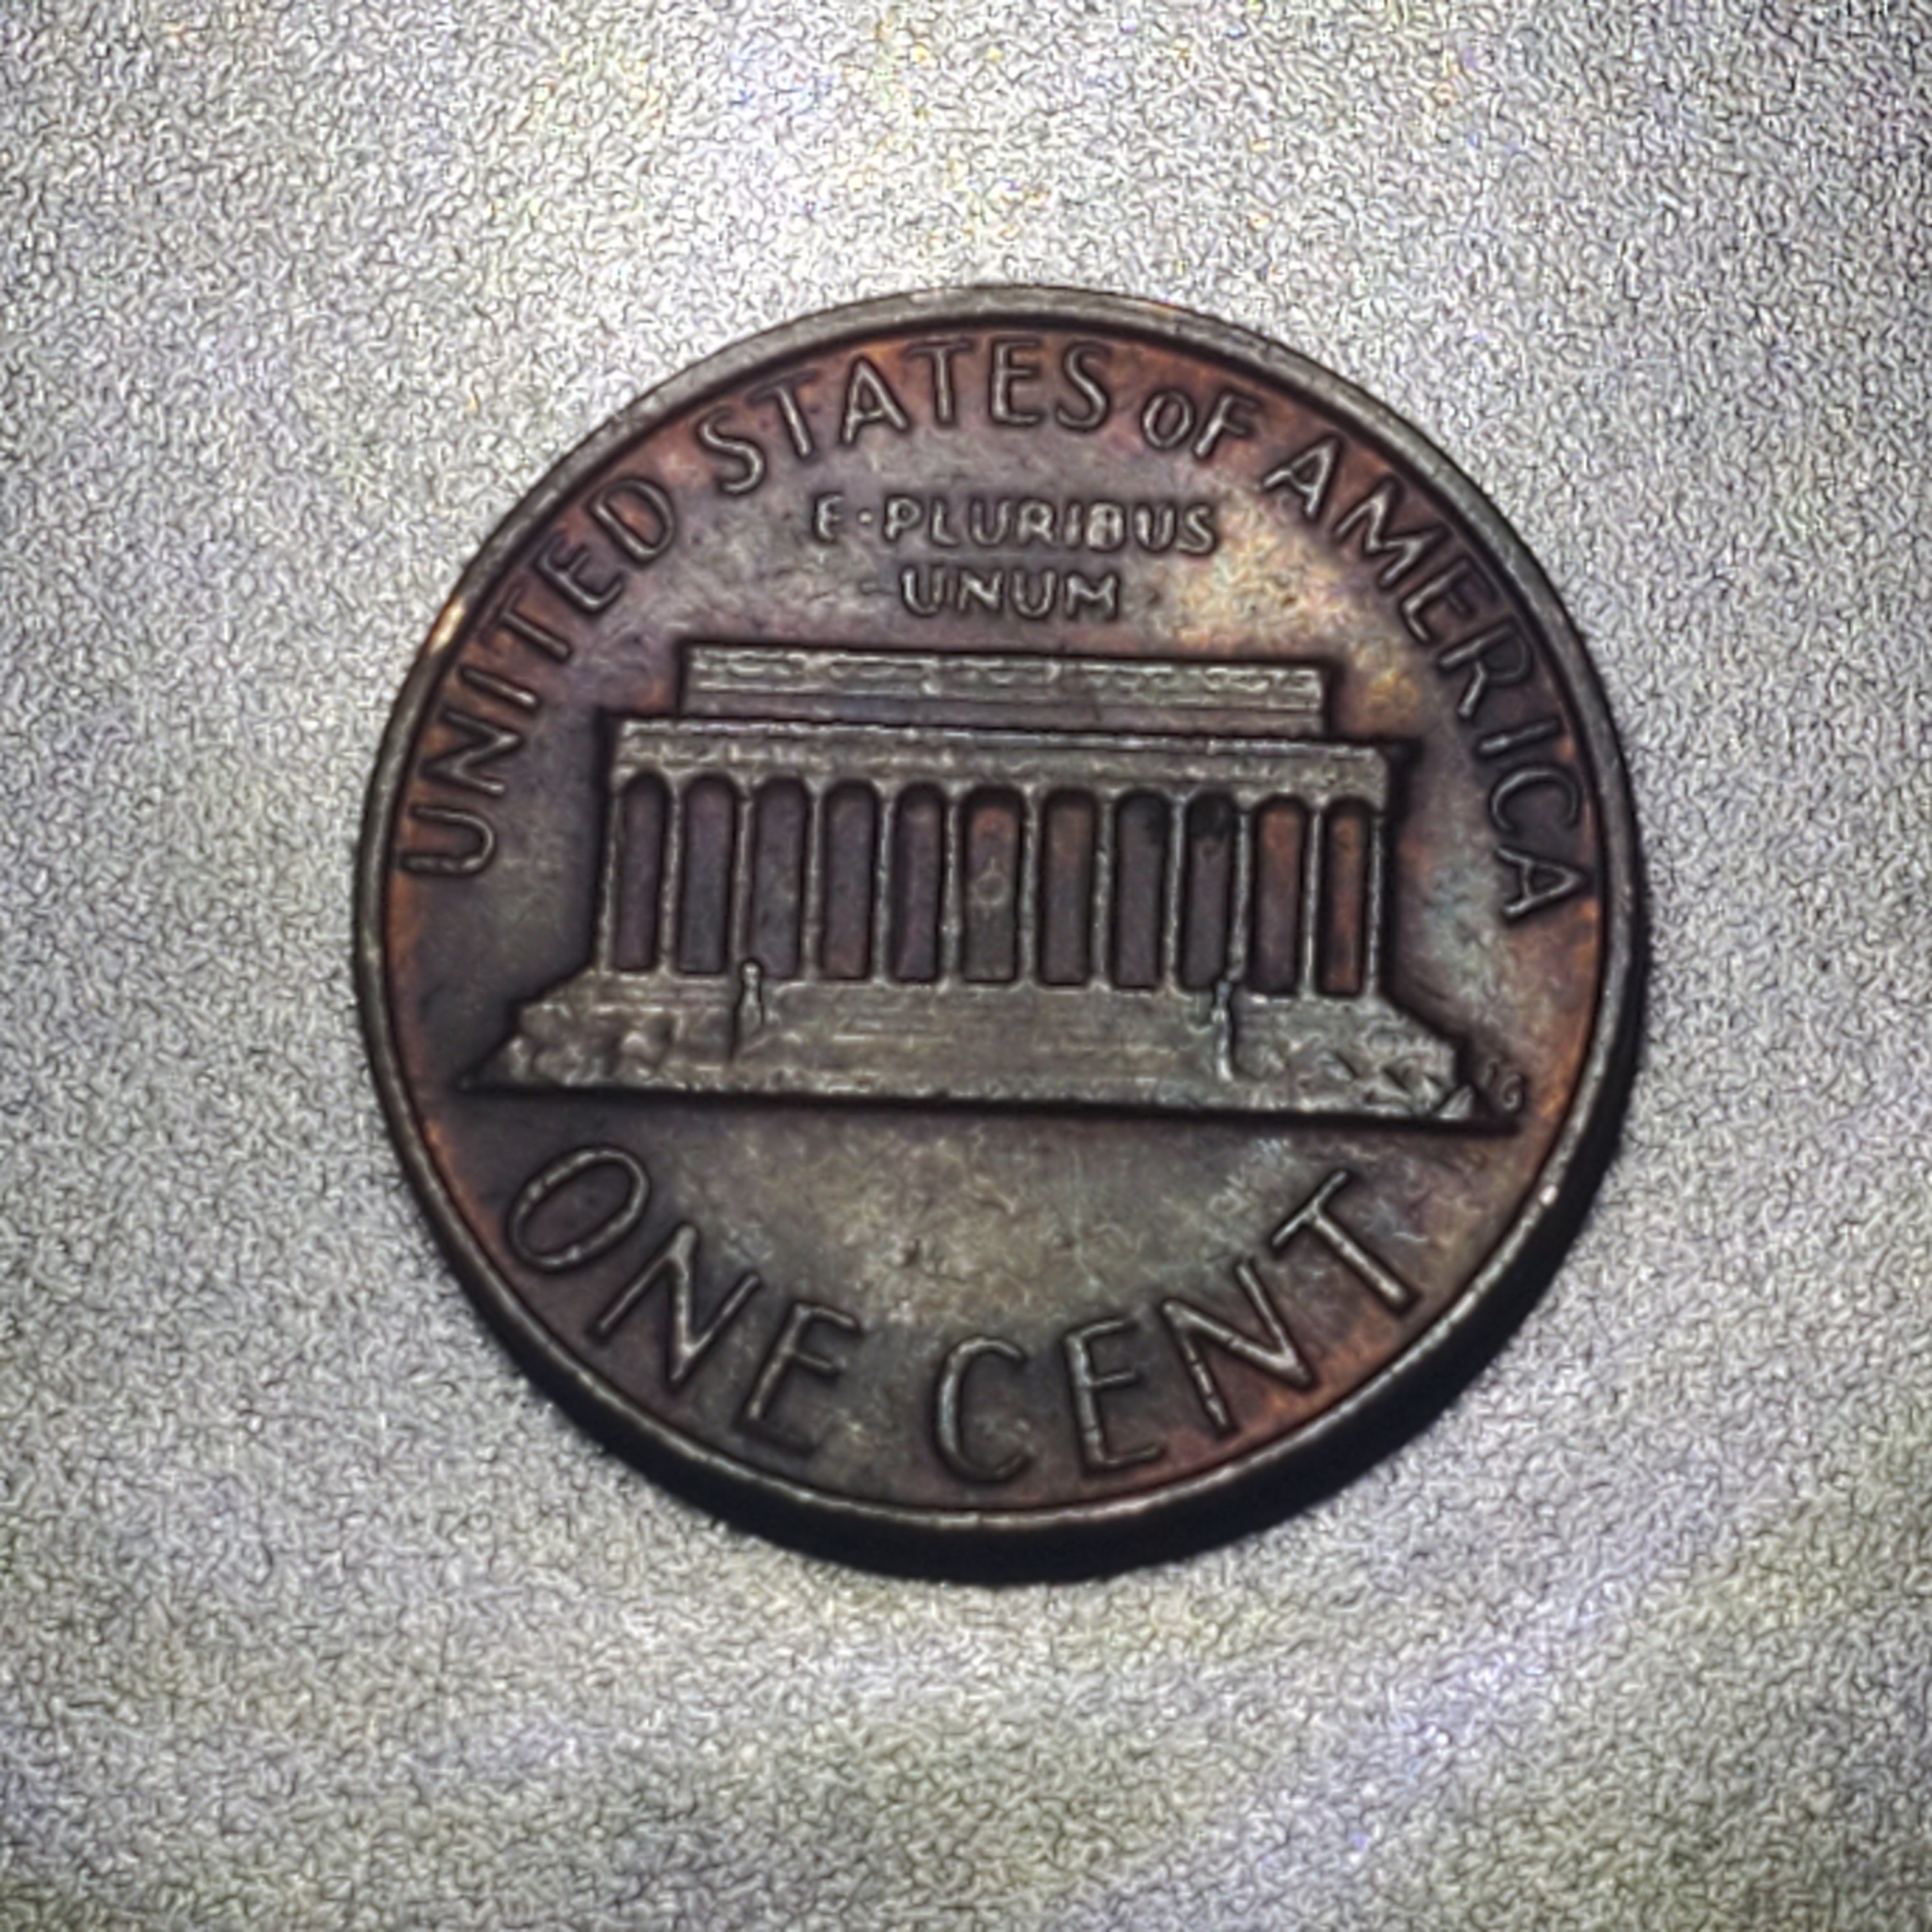 UNITED STATES OF AMERICA
E·PLURIBUS
UNUM
ONE CENT